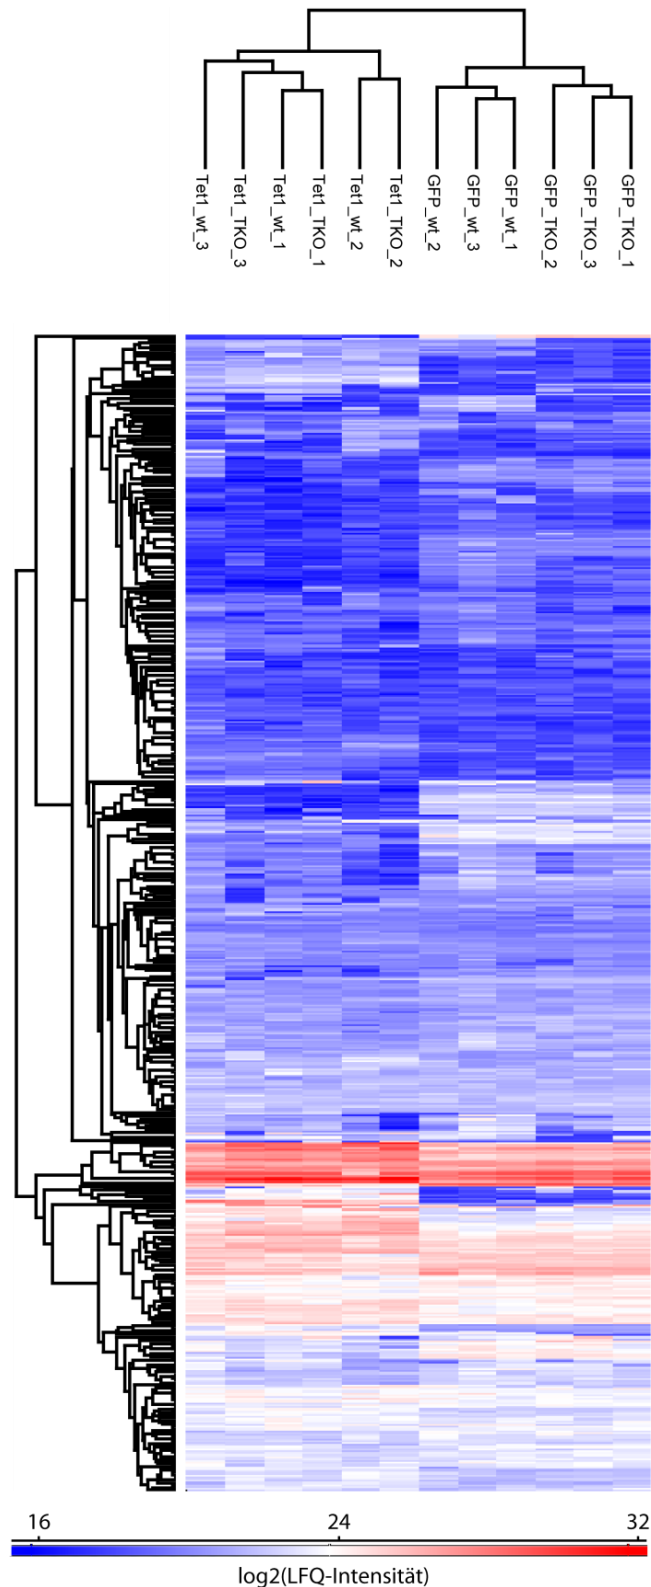 Tet1_wt_3
Tet1_TKO_3
Tet1_wt_1
Tet1_TKO_1
Tet1_wt_2
Tet1_TKO_2
GFP_wt_2
GFP_wt_3
GFP_wt_1
GFP_TKO_2
GFP_TKO_3
GFP_TKO_1
16 24 32
log2(LFQ-Intensität)